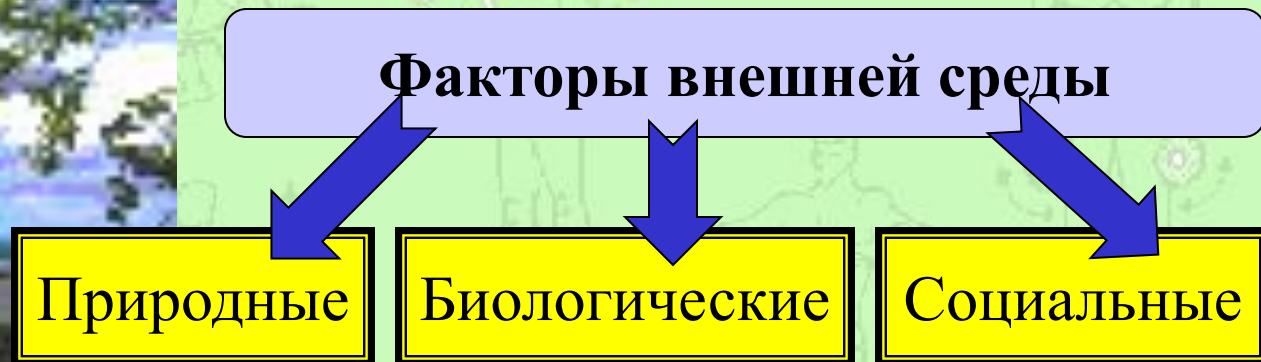 Факторы внешней среды
Природные
Биологические
Социальные